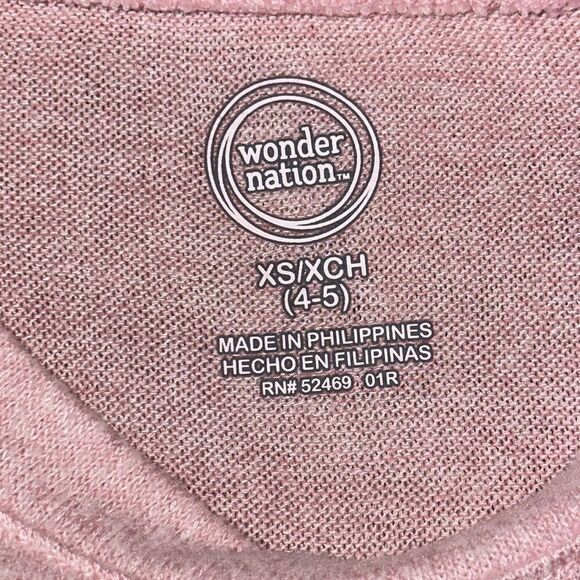 wonder
nation™
XS/XCH
(4-5)
MADE IN PHILIPPINES
HECHO EN FILIPINAS
RN# 52469 01R